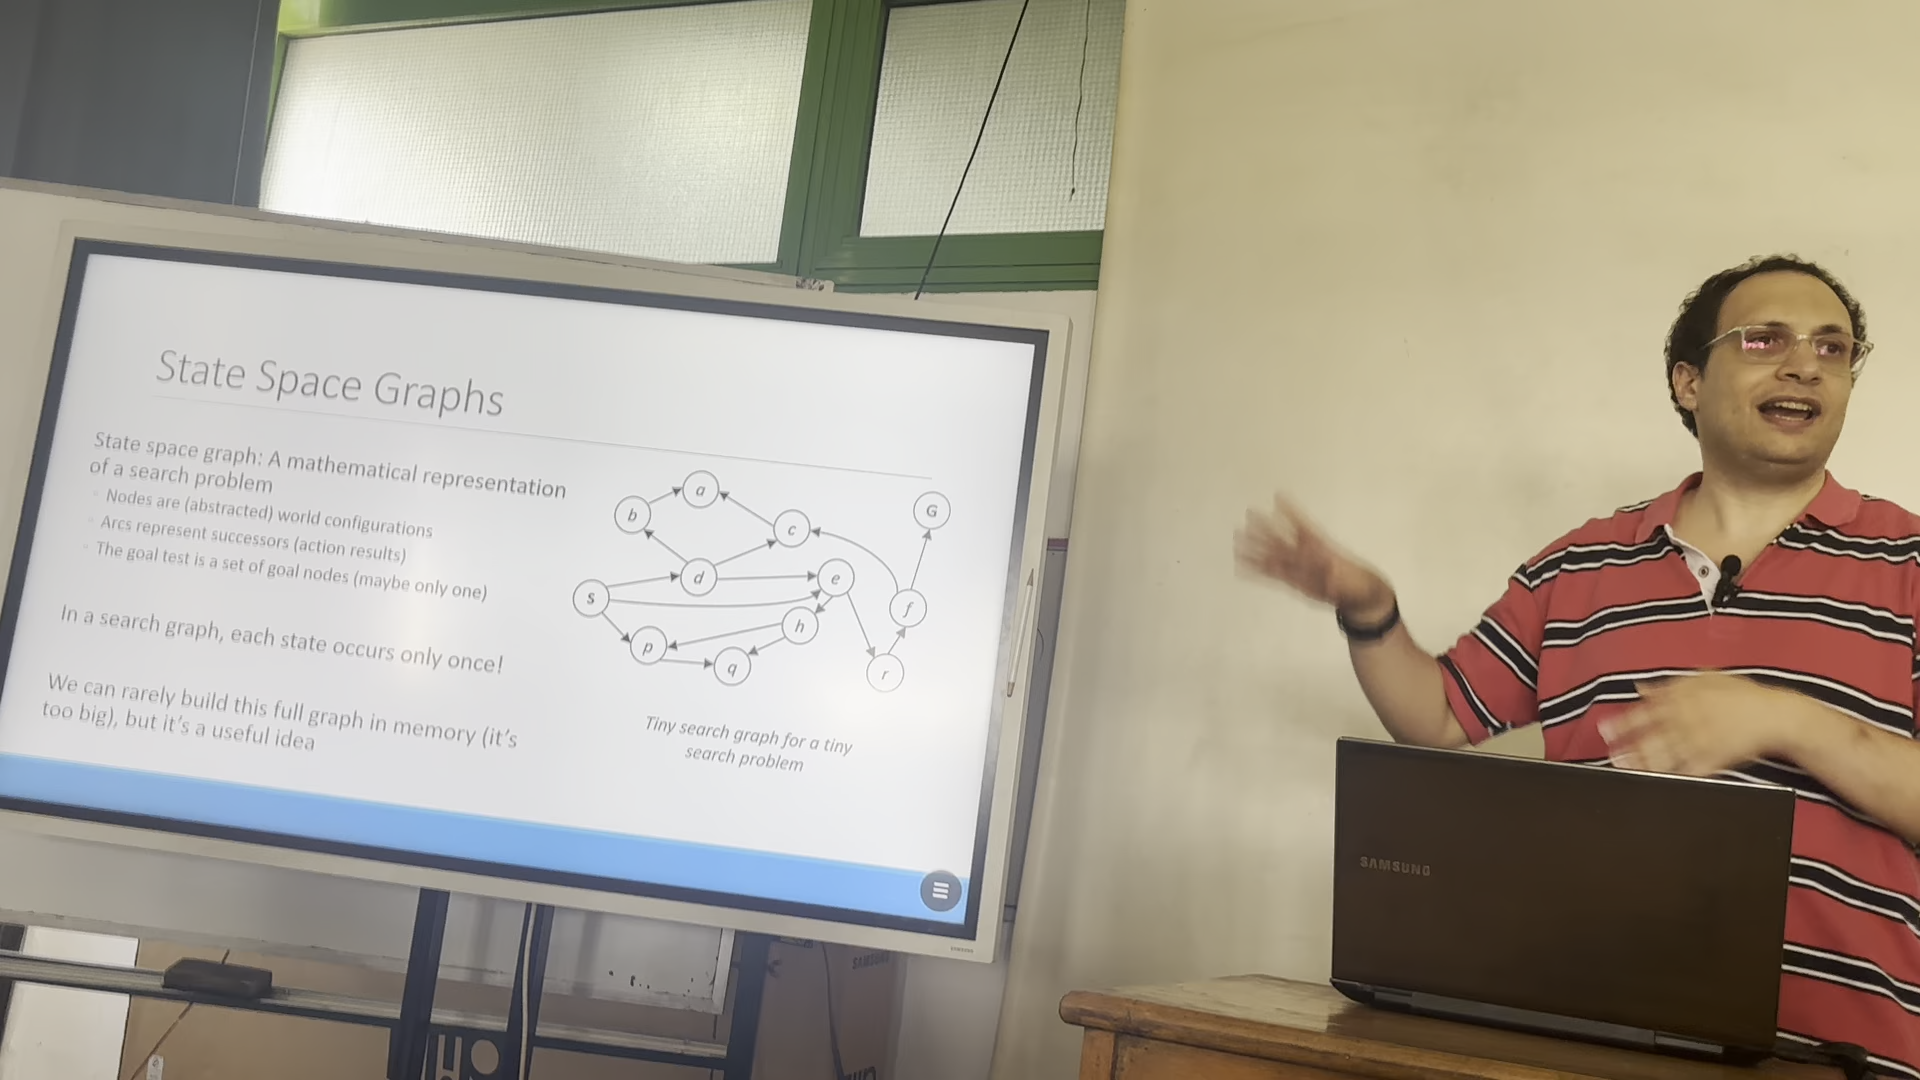 State Space Graphs
State space graph: A mathematical representation
of a search problem
Nodes are (abstracted) world configurations
Arcs represent successors (action results)
The goal test is a set of goal nodes (maybe only one)
In a search graph, each state occurs only once!
We can rarely build this full graph in memory (it's
too big), but it's a useful idea
a
b
c
G
d
e
s
f
h
p
q
r
Tiny search graph for a tiny
search problem
SAMSUNG
SAMSUNG
SAMSUNG